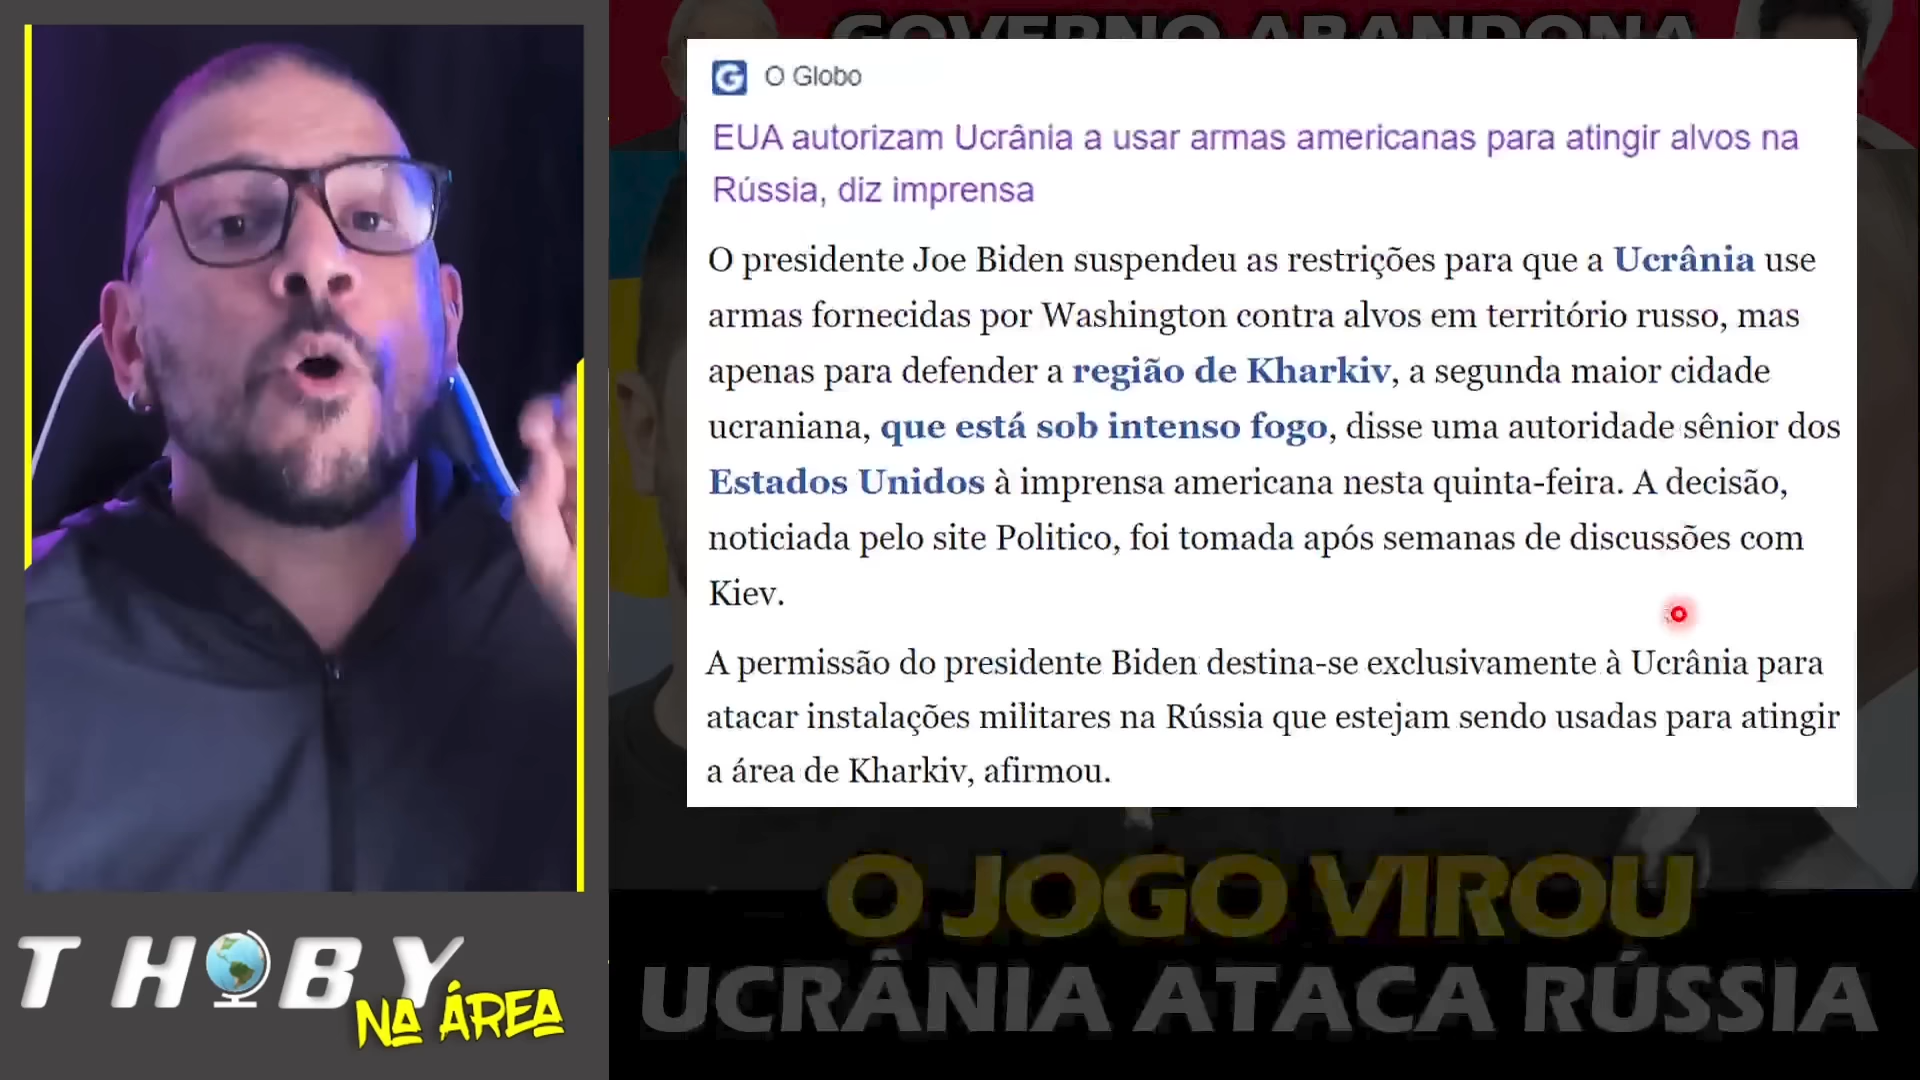 GOVERNO ABANDONA
O Globo
EUA autorizam Ucrânia a usar armas americanas para atingir alvos na
Rússia, diz imprensa
O presidente Joe Biden suspendeu as restrições para que a Ucrânia use
armas fornecidas por Washington contra alvos em território russo, mas
apenas para defender a região de Kharkiv, a segunda maior cidade
ucraniana, que está sob intenso fogo, disse uma autoridade sênior dos
Estados Unidos à imprensa americana nesta quinta-feira. A decisão,
noticiada pelo site Politico, foi tomada após semanas de discussões com
Kiev.
A permissão do presidente Biden destina-se exclusivamente à Ucrânia para
atacar instalações militares na Rússia que estejam sendo usadas para atingir
a área de Kharkiv, afirmou.
O JOGO VIROU
UCRÂNIA ATACA RÚSSIA
THOBY
NA ÁREA